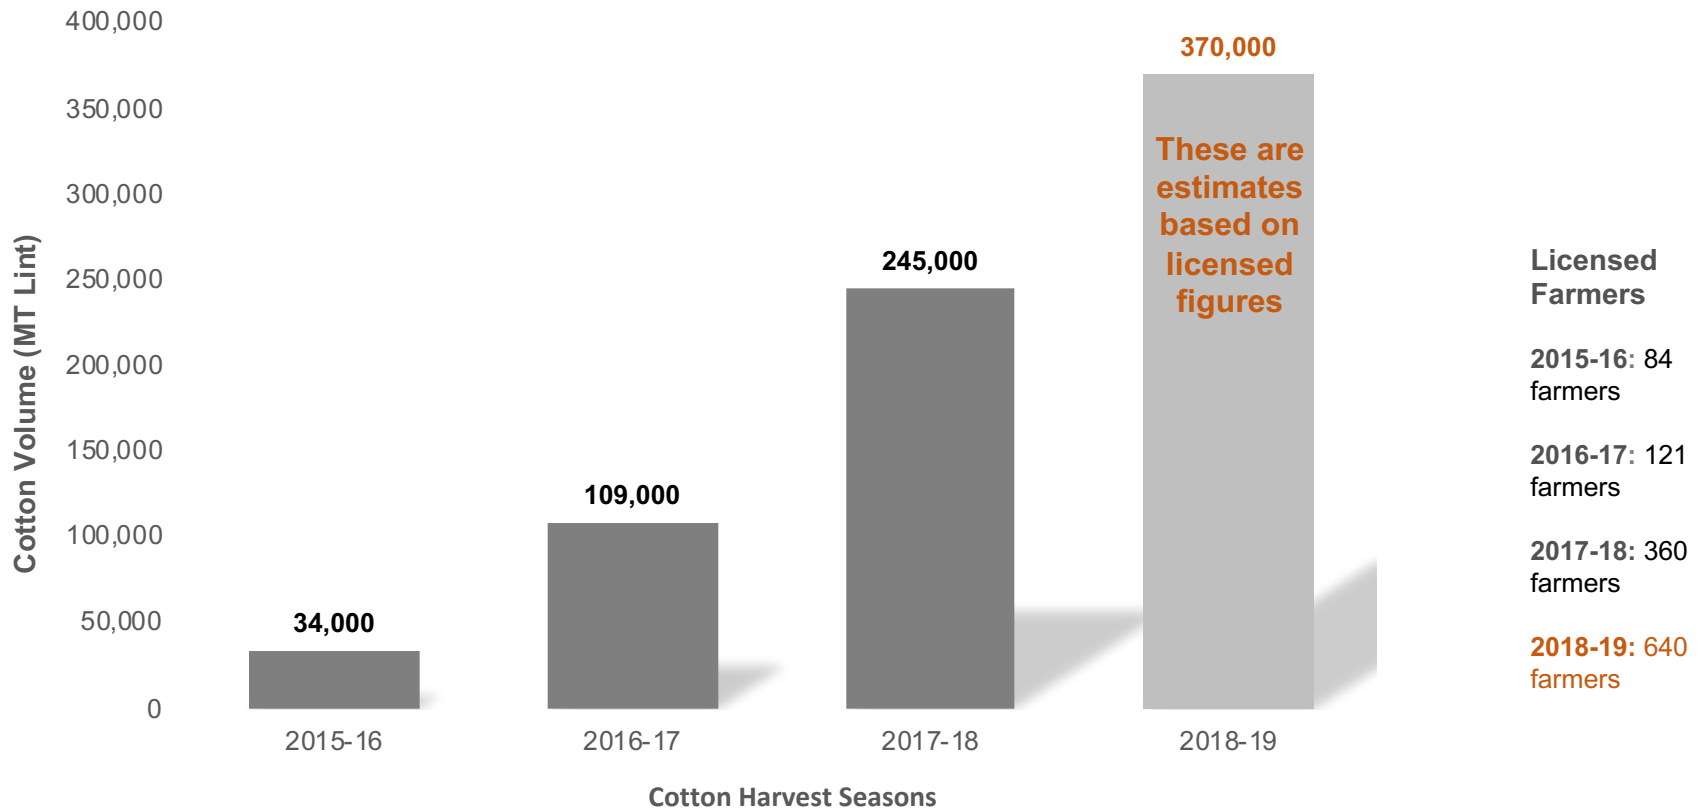 400,000
350,000
300,000
250,000
200,000
150,000
100,000
50,000
0
Cotton Volume (MT Lint)
34,000
109,000
245,000
370,000
These are
estimates
based on
licensed
figures
2015-16
2016-17
2017-18
2018-19
Cotton Harvest Seasons
Licensed
Farmers
2015-16: 84
farmers
2016-17: 121
farmers
2017-18: 360
farmers
2018-19: 640
farmers